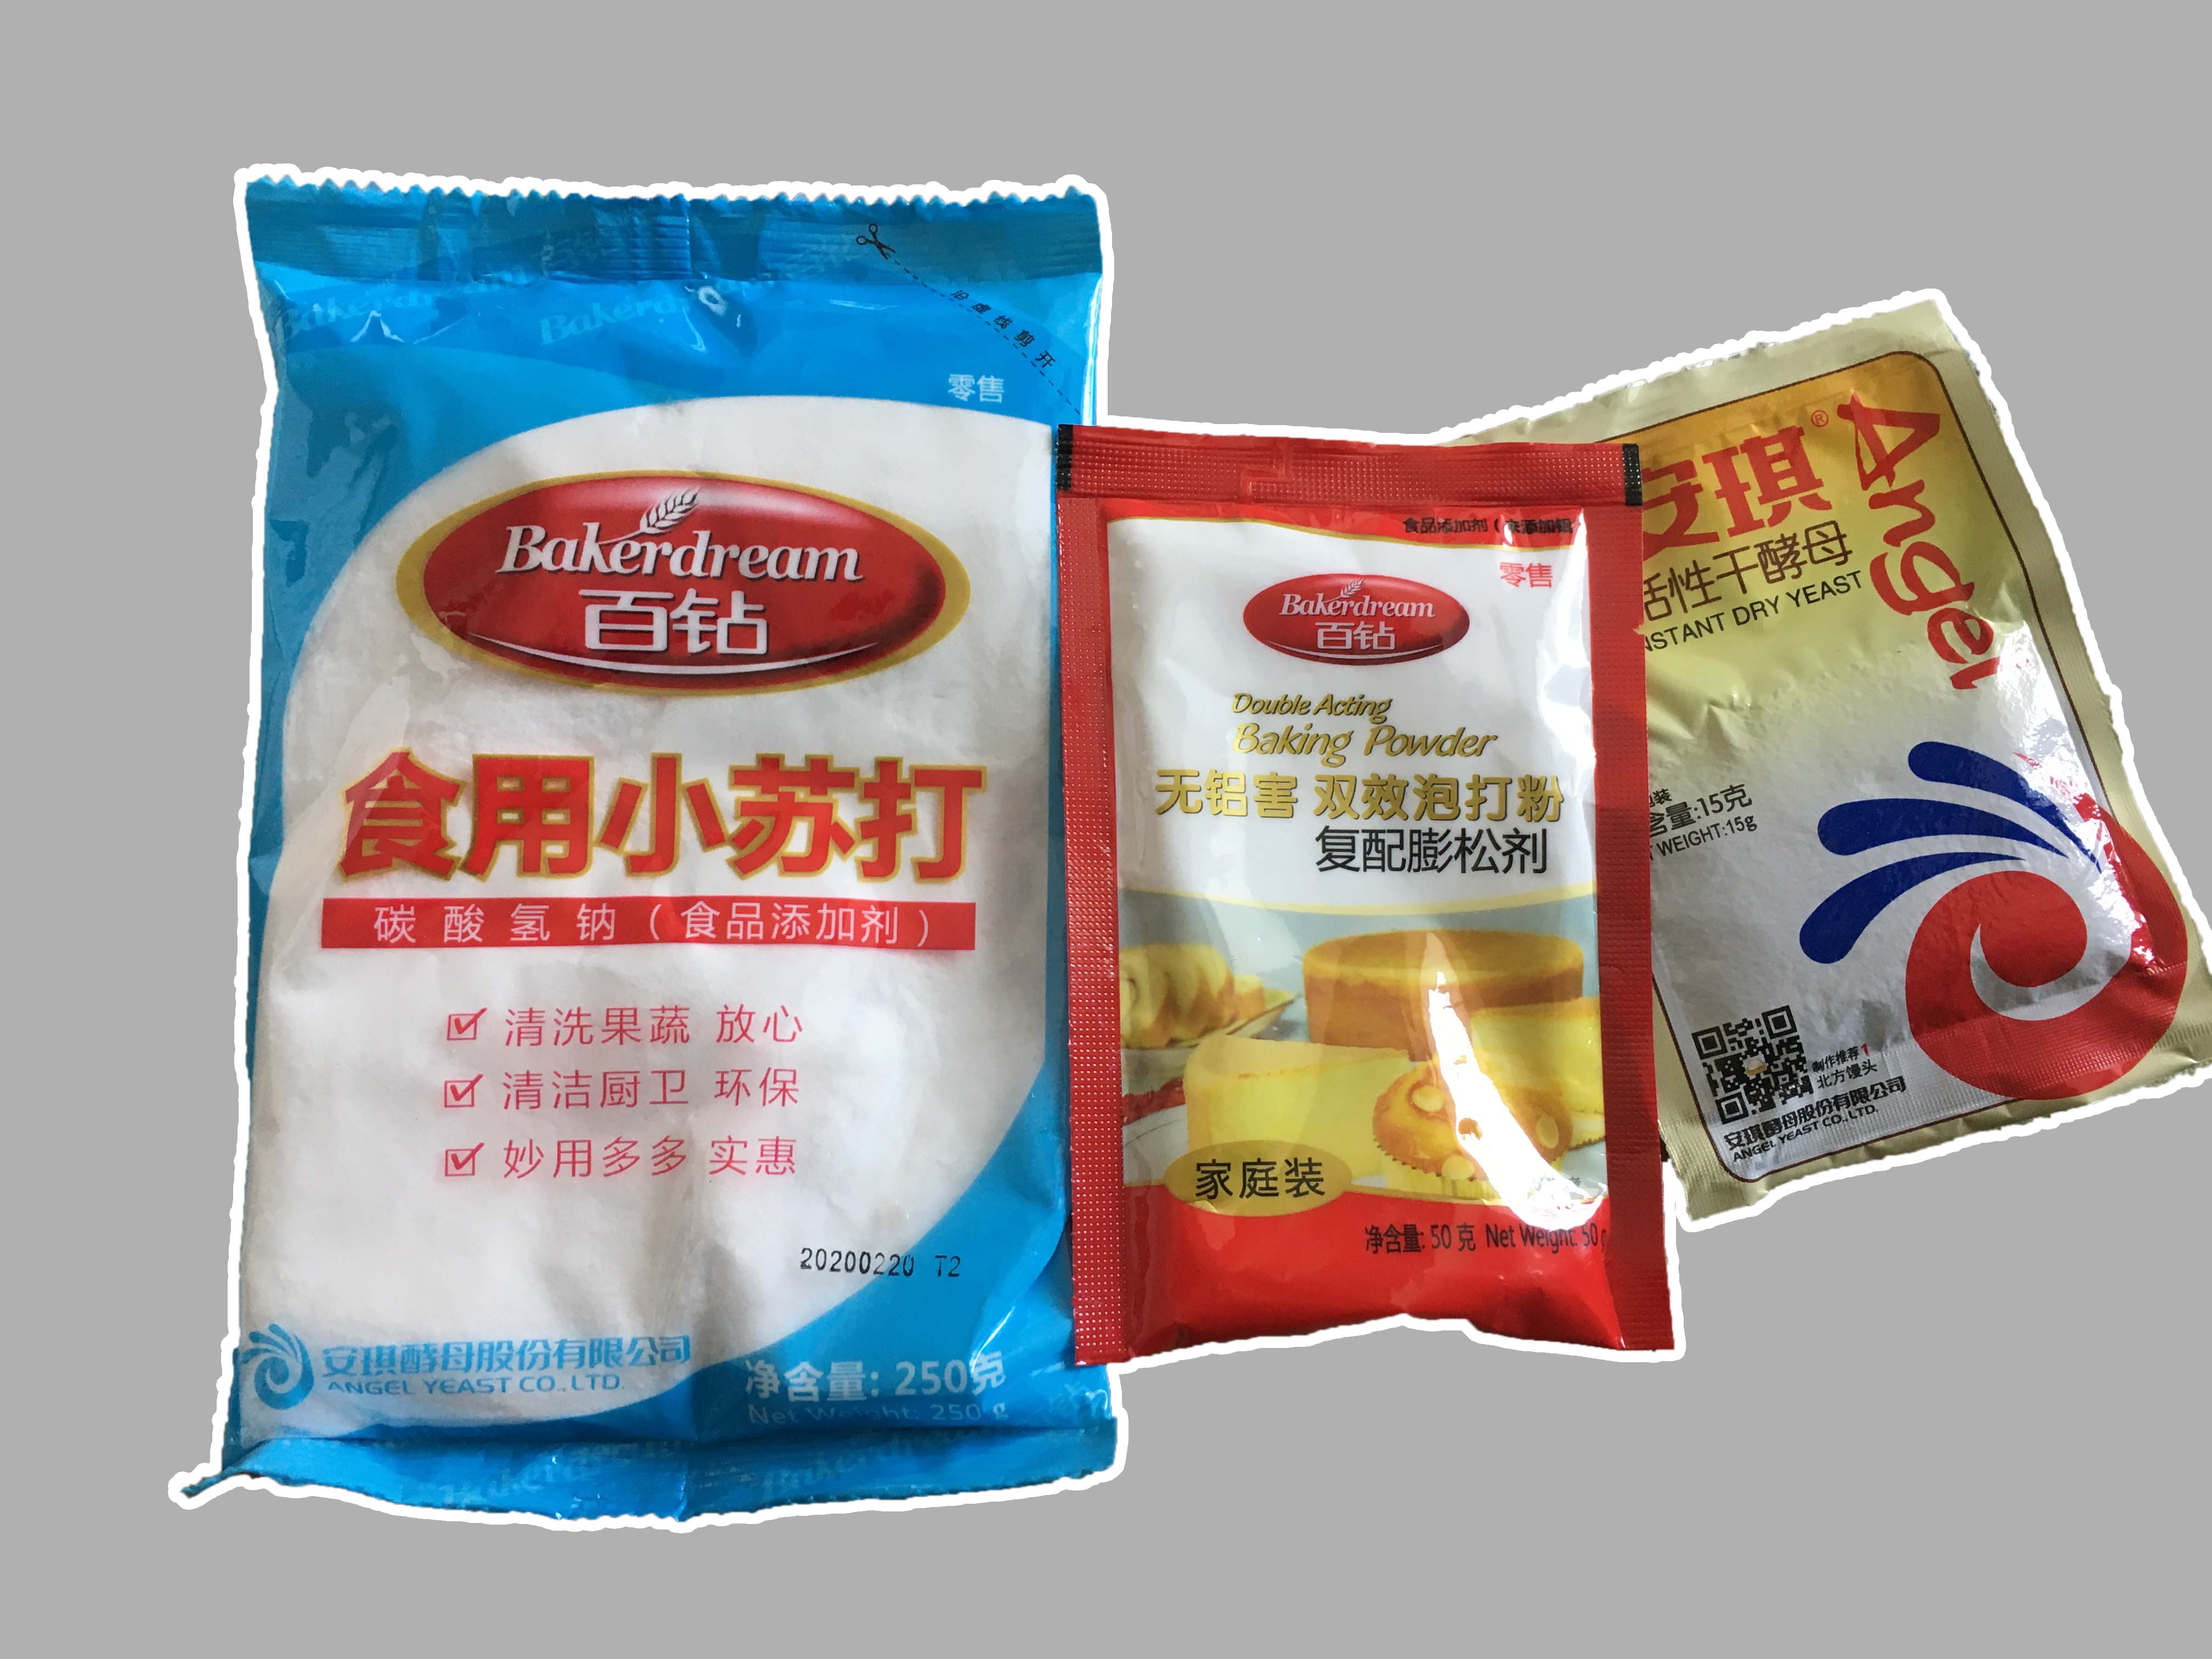 沿虚线剪开
零售
Bakerdream
百钻
食用小苏打
碳酸氢钠（食品添加剂）
清洗果蔬 放心
清洁厨卫 环保
妙用多多 实惠
20200220 T2
安琪酵母股份有限公司
ANGEL YEAST CO.,LTD.
净含量: 250克
Net Weight: 250 g
食品添加剂
零售
Bakerdream
百钻
Double Acting
Baking Powder
无铝害 双效泡打粉
复配膨松剂
家庭装
净含量: 50 克 Net Weight: 50 g
安琪®
Angel
活性干酵母
INSTANT DRY YEAST
含量:15克
WEIGHT:15g
制作推荐1
北方馒头
安琪酵母股份有限公司
ANGEL YEAST CO.,LTD.